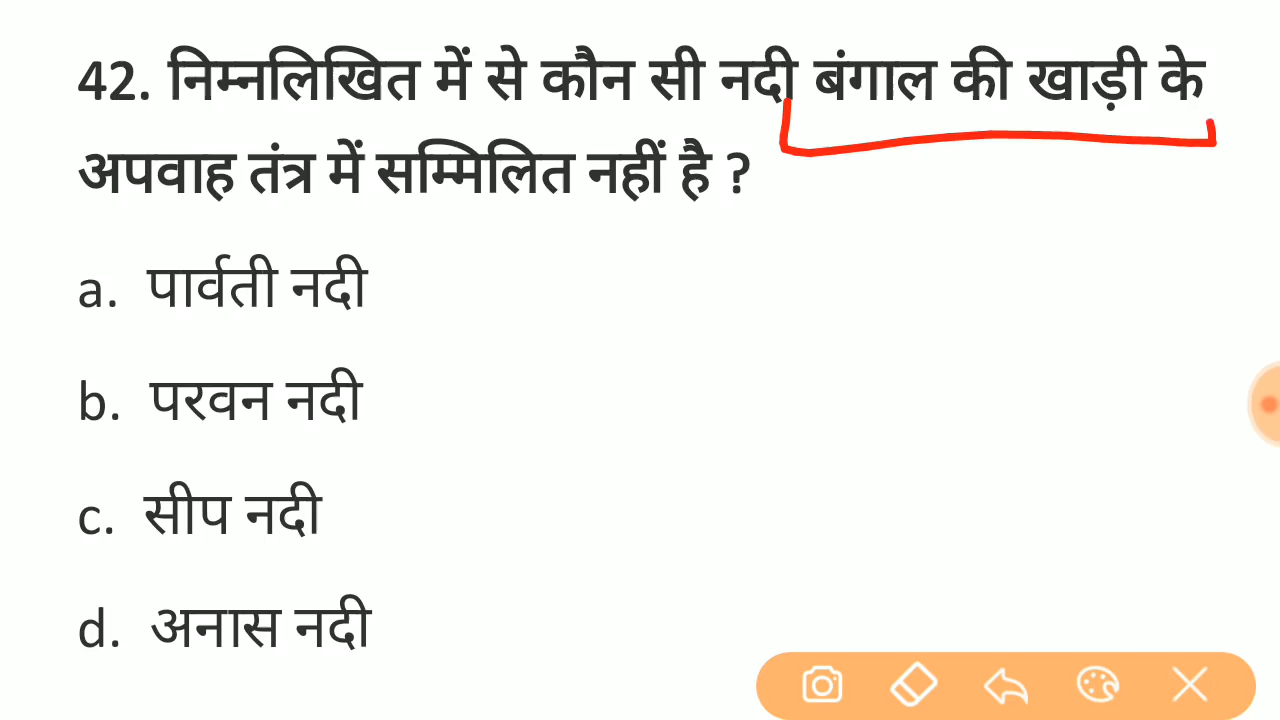 42. निम्नलिखित में से कौन सी नदी बंगाल की खाड़ी के
अपवाह तंत्र में सम्मिलित नहीं है ?
a. पार्वती नदी
b. परवन नदी
c. सीप नदी
d. अनास नदी